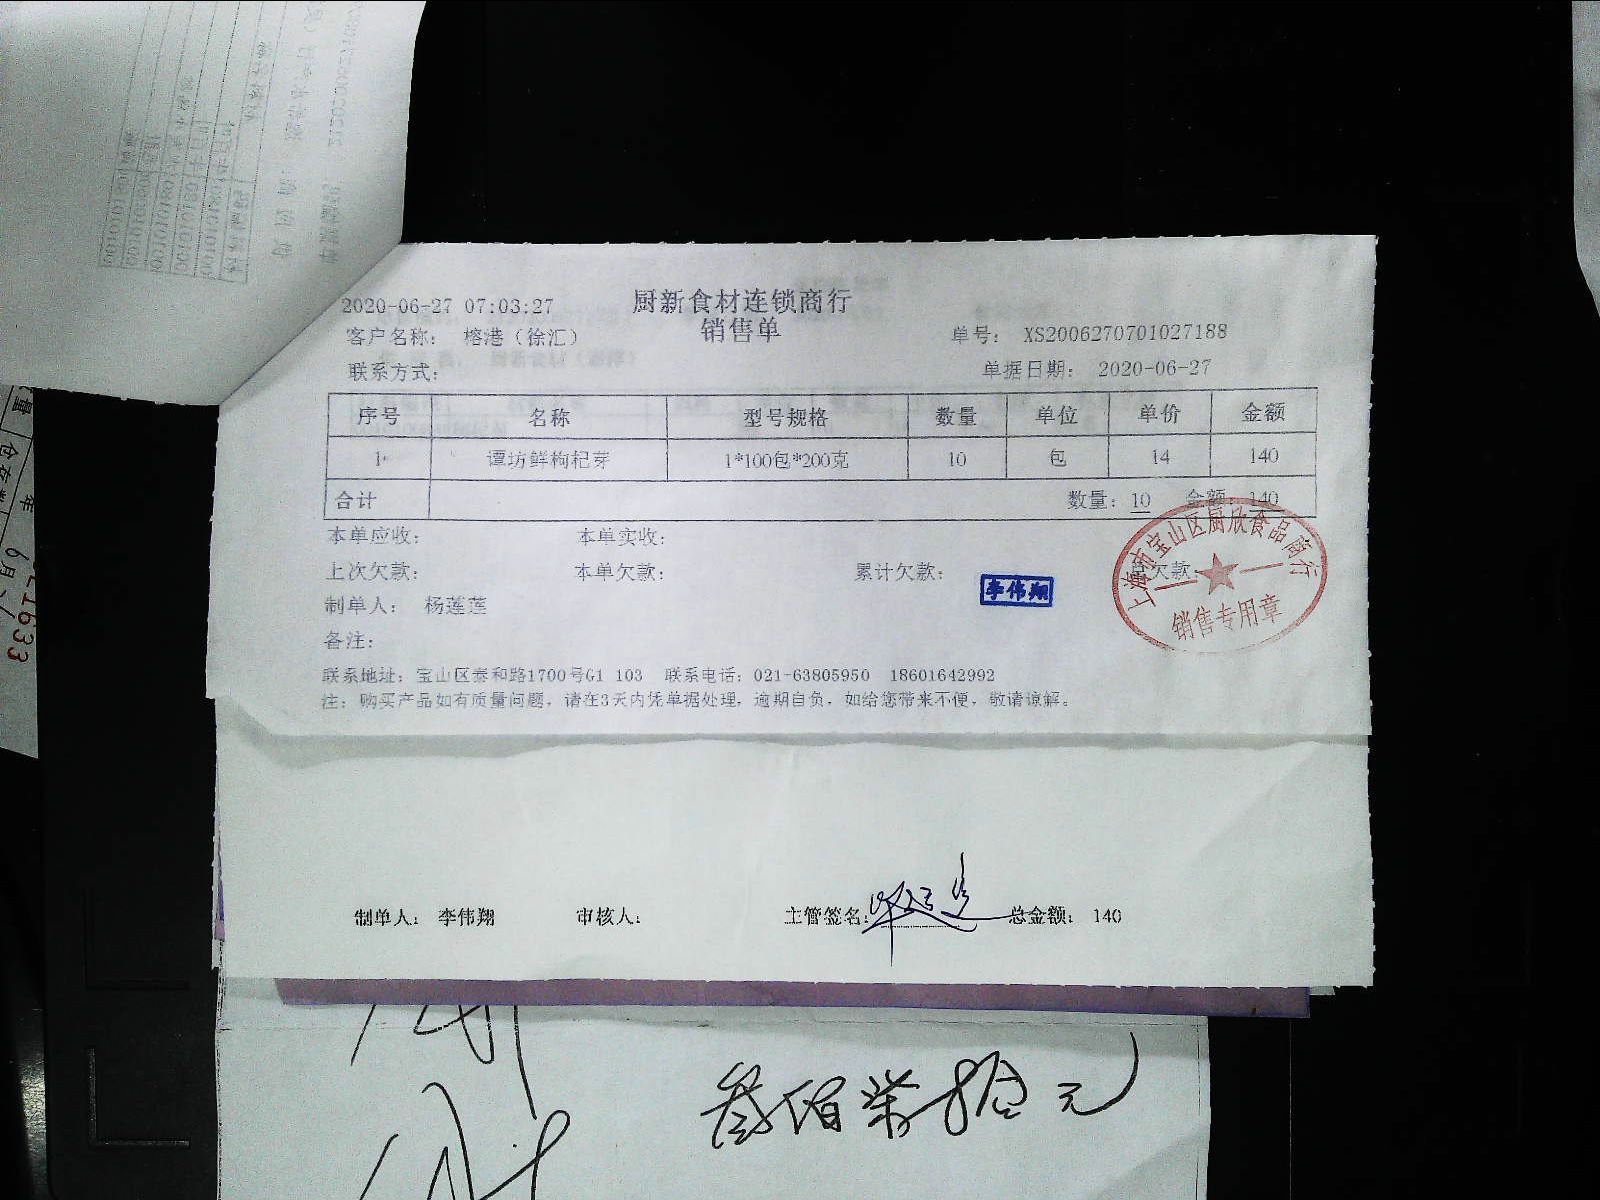 2020-06-27 07:03:27
厨新食材连锁商行
销售单
客户名称： 榕港（徐汇）
单号： XS2006270701027188
联系方式：
单据日期： 2020-06-27
序号 名称 型号规格 数量 单位 单价 金额
1 谭坊鲜枸杞芽 1*100包*200克 10 包 14 140
合计 数量：10 金额：140
本单应收： 本单实收：
上次欠款： 本单欠款： 累计欠款： 总欠款
李伟翔
上海市宝山区厨欣食品商行
销售专用章
制单人： 杨莲莲
备注：
联系地址：宝山区泰和路1700号G1 103 联系电话：021-63805950 18601642992
注：购买产品如有质量问题，请在3天内凭单据处理，逾期自负，如给您带来不便，敬请谅解。
制单人： 李伟翔 审核人： 主管签名： 总金额： 140
叁佰柒拾元